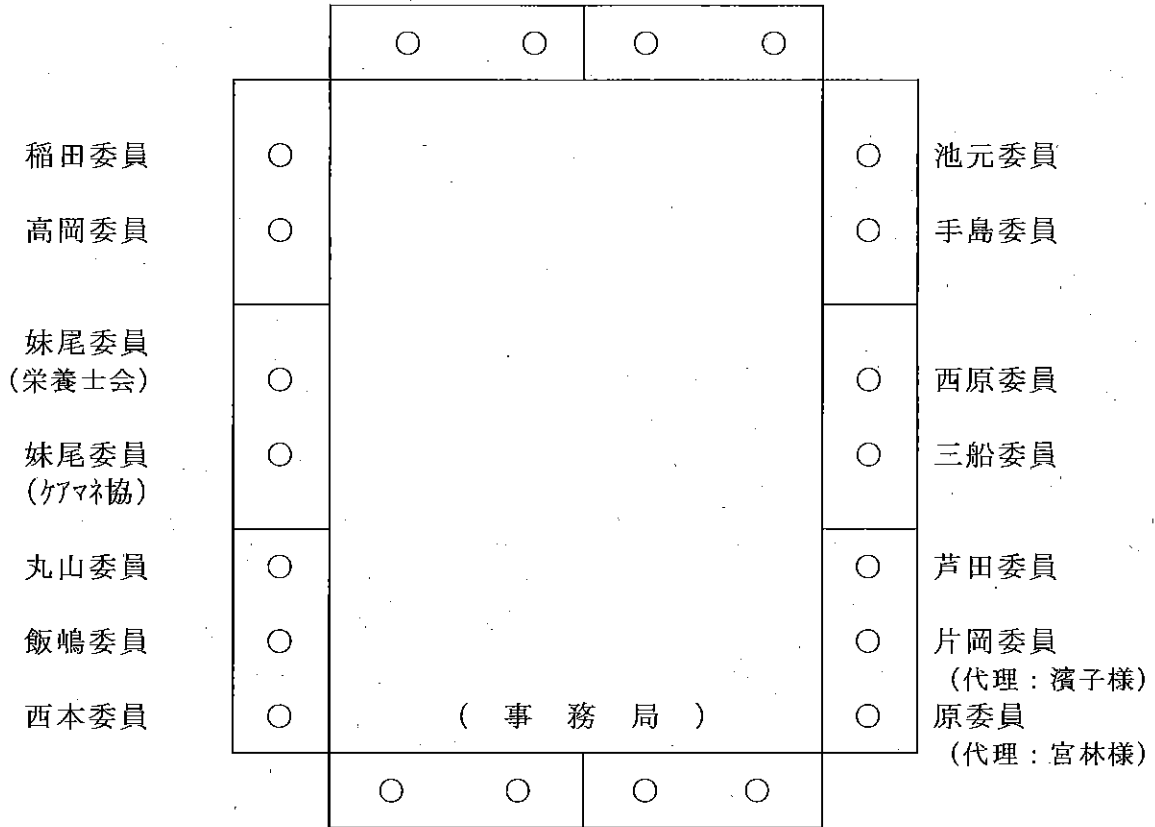 稲田委員
高岡委員
妹尾委員
(栄養士会)
妹尾委員
(ケアマネ協)
丸山委員
飯嶋委員
西本委員
(事務局)
池元委員
手島委員
西原委員
三船委員
芦田委員
片岡委員
(代理:濱子様)
原委員
(代理:宮林様)